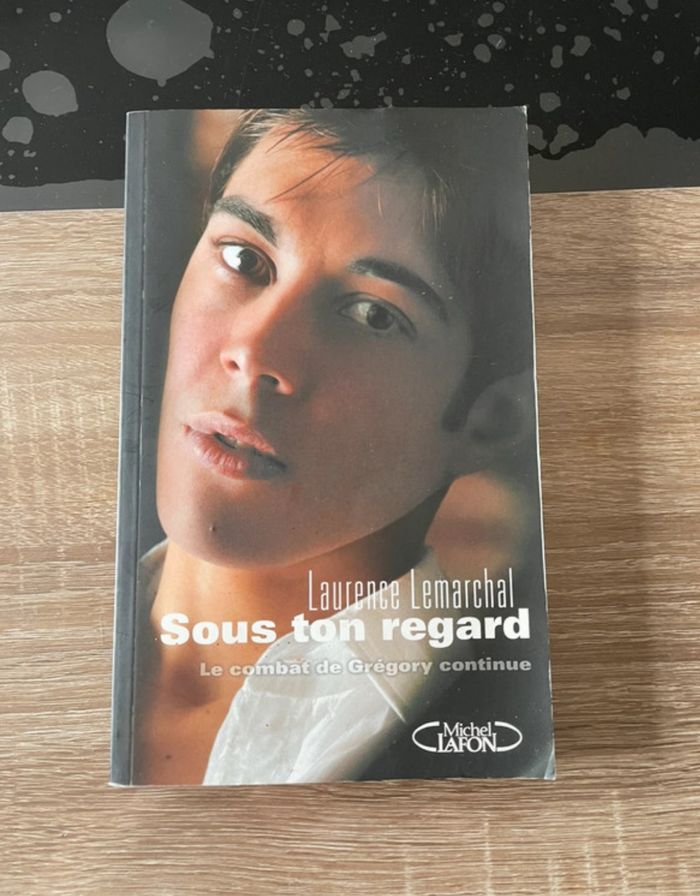 Laurence Lemarchal
Sous ton regard
Le combat de Grégory continue
Michel
LAFON